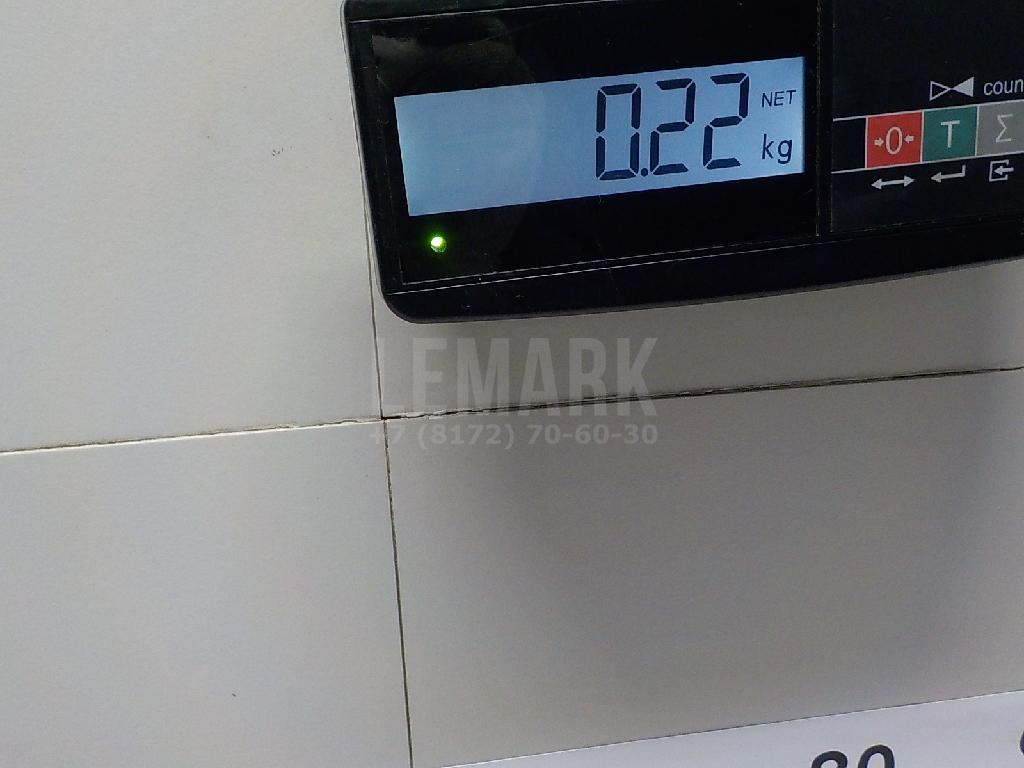 0.22 NET
kg
coun
→0← T Σ
LEMARK
+7 (8172) 70-60-30